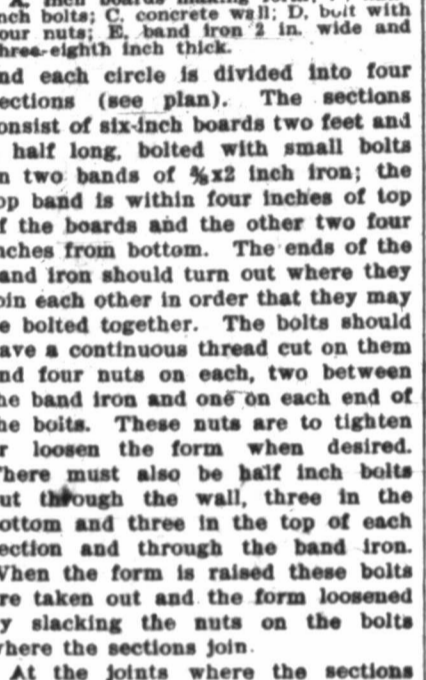 A. inch boards making form;
nch bolts; C. concrete wall; D. bolt with
our nuts; E. band iron 2 in. wide and
hree-eighth inch thick.
nd each circle is divided into four
ections (see plan). The sections
onsist of six-inch boards two feet and
half long, bolted with small bolts
n two bands of ⅜x2 inch iron; the
op band is within four inches of top
f the boards and the other two four
nches from bottom. The ends of the
and iron should turn out where they
oin each other in order that they may
e bolted together. The bolts should
ave a continuous thread cut on them
nd four nuts on each, two between
he band iron and one on each end of
he bolts. These nuts are to tighten
r loosen the form when desired.
here must also be half inch bolts
ut through the wall, three in the
ottom and three in the top of each
ection and through the band iron.
hen the form is raised these bolts
re taken out and the form loosened
y slacking the nuts on the bolts
here the sections join.
At the joints where the sections